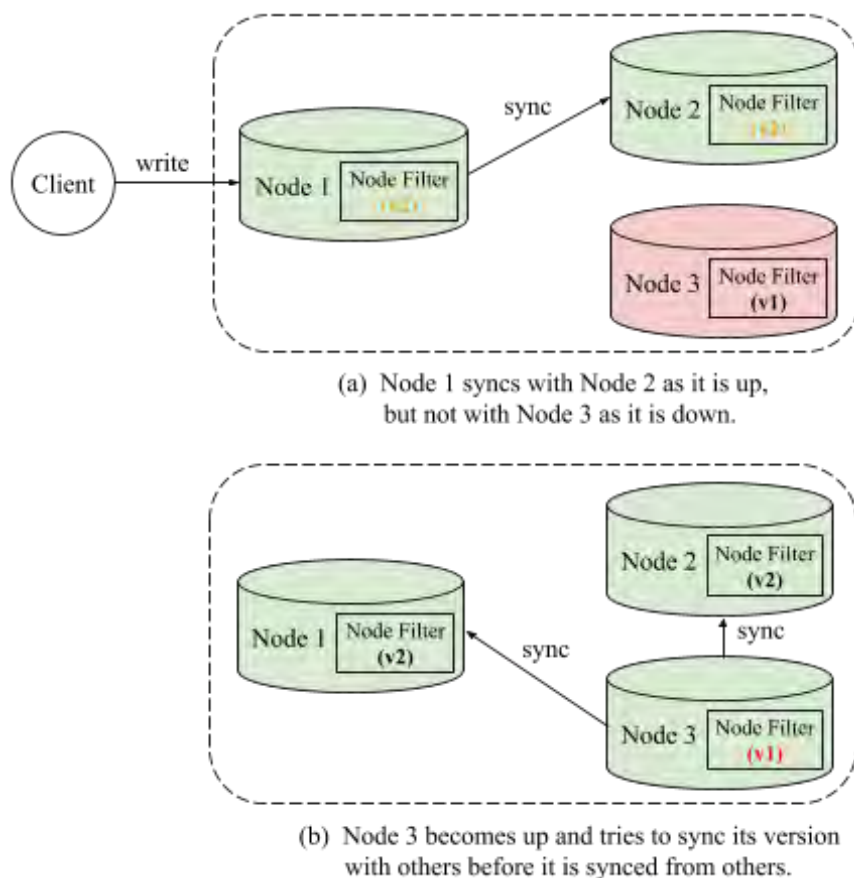 Client
write
Node 1
Node Filter
(v2)
sync
Node 2
Node Filter
(v2)
Node 3
Node Filter
(v1)
(a) Node 1 syncs with Node 2 as it is up,
but not with Node 3 as it is down.
Node 1
Node Filter
(v2)
sync
Node 2
Node Filter
(v2)
sync
Node 3
Node Filter
(v1)
(b) Node 3 becomes up and tries to sync its version
with others before it is synced from others.